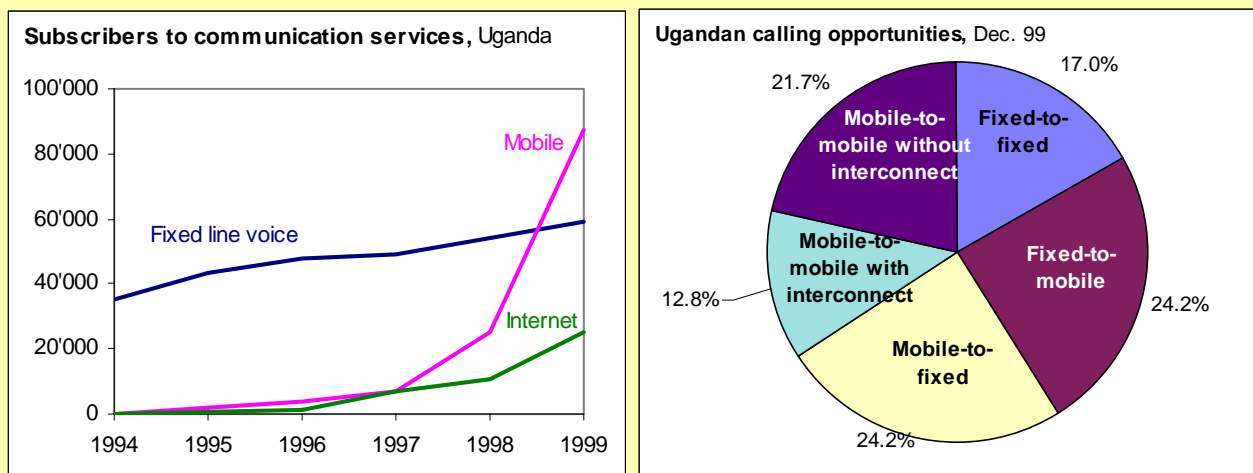 Subscribers to communication services, Uganda
100'000
80'000
60'000
40'000
20'000
0
Mobile
Fixed line voice
Internet
1994 1995 1996 1997 1998 1999
Ugandan calling opportunities, Dec. 99
21.7%
17.0%
Mobile-to-
mobile without
interconnect
Fixed-to-
fixed
Mobile-to-
mobile with
interconnect
Fixed-to-
mobile
12.8%
24.2%
Mobile-to-
fixed
24.2%